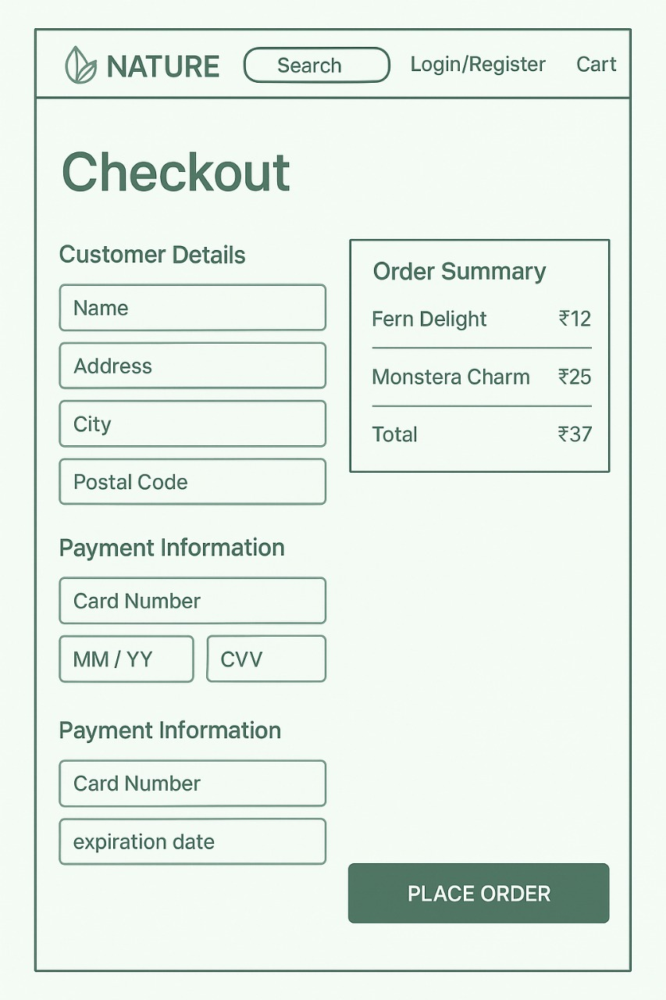 NATURE Search Login/Register Cart
Checkout
Customer Details
Name
Address
City
Postal Code
Payment Information
Card Number
MM / YY CVV
Payment Information
Card Number
expiration date
Order Summary
Fern Delight ₹12
Monstera Charm ₹25
Total ₹37
PLACE ORDER